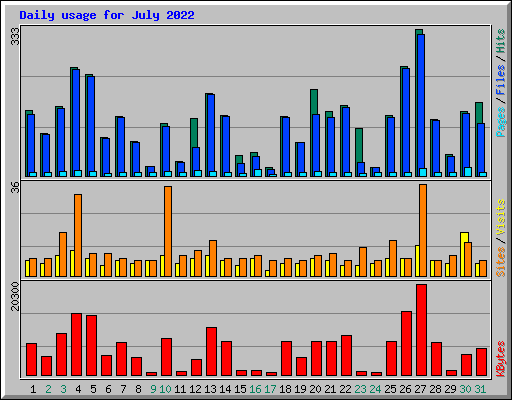 Daily usage for July 2022
333
Pages / Files / Hits
36
Sites / Visits
20300
KBytes
1 2 3 4 5 6 7 8 9 10 11 12 13 14 15 16 17 18 19 20 21 22 23 24 25 26 27 28 29 30 31